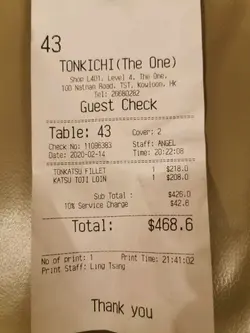 43
TONKICHI(The One)
Shop L401, Level 4, The One,
100 Nathan Road, TST, Kowloon, HK
Tel: 26680282
Guest Check
Table: 43 Cover: 2
Check No: 11036383 Staff: ANGEL
Date: 2020-02-14 Time: 20:22:08
TONKATSU FILLET 1 $218.0
KATSU TOJI LOIN 1 $208.0
Sub Total : $426.0
10% Service Charge $42.6
Total: $468.6
No of print: 1 Print Time: 21:41:02
Print Staff: Ling Tsang
Thank you